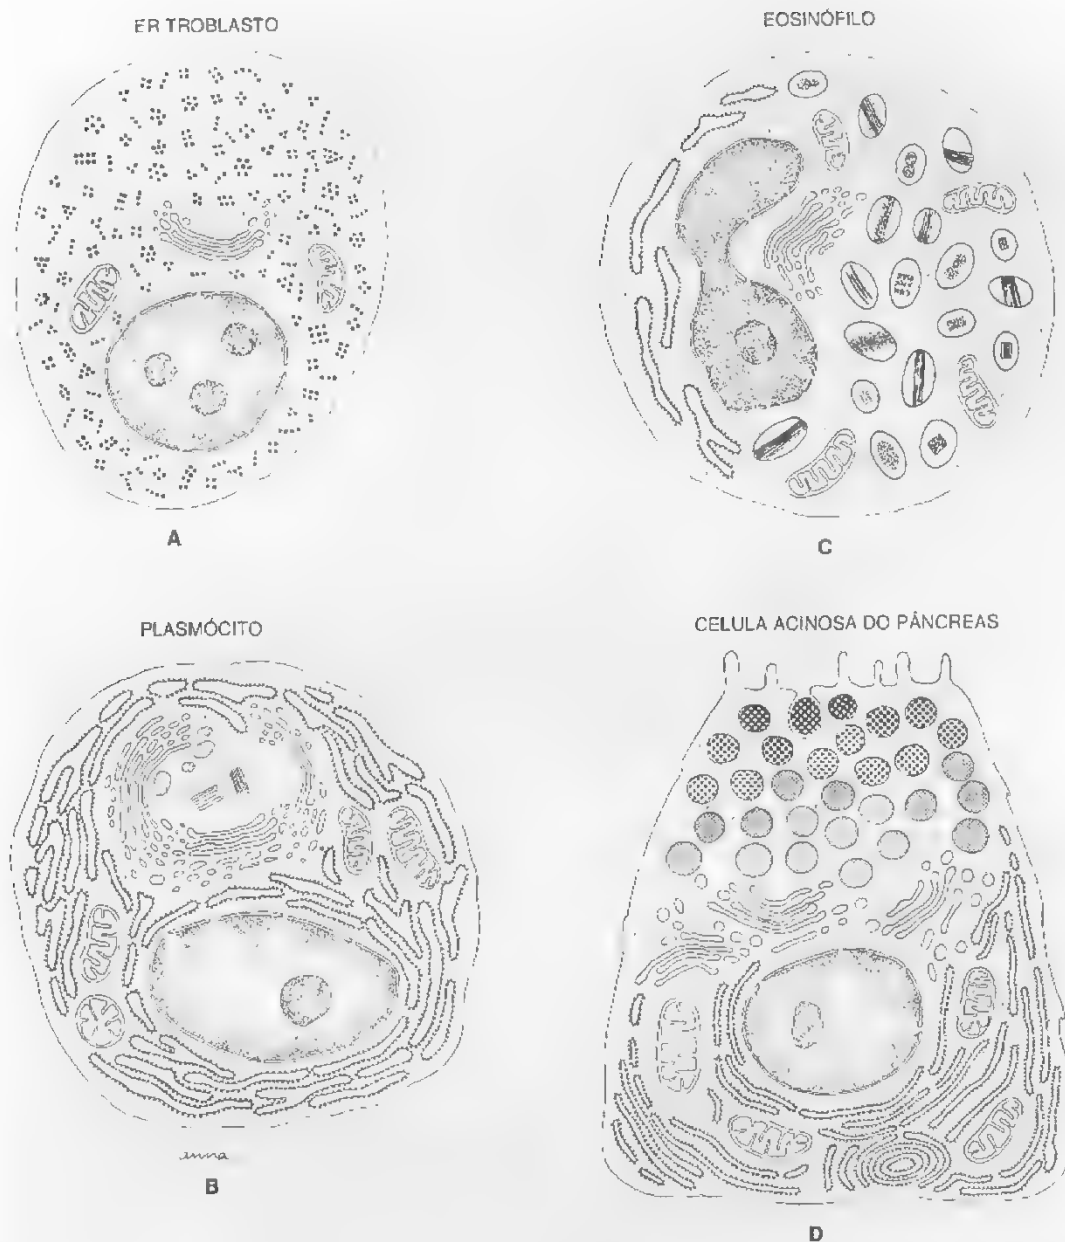 ER TROBLASTO
EOSINÓFILO
A
C
PLASMÓCITO
CELULA ACINOSA DO PÂNCREAS
anna
B
D